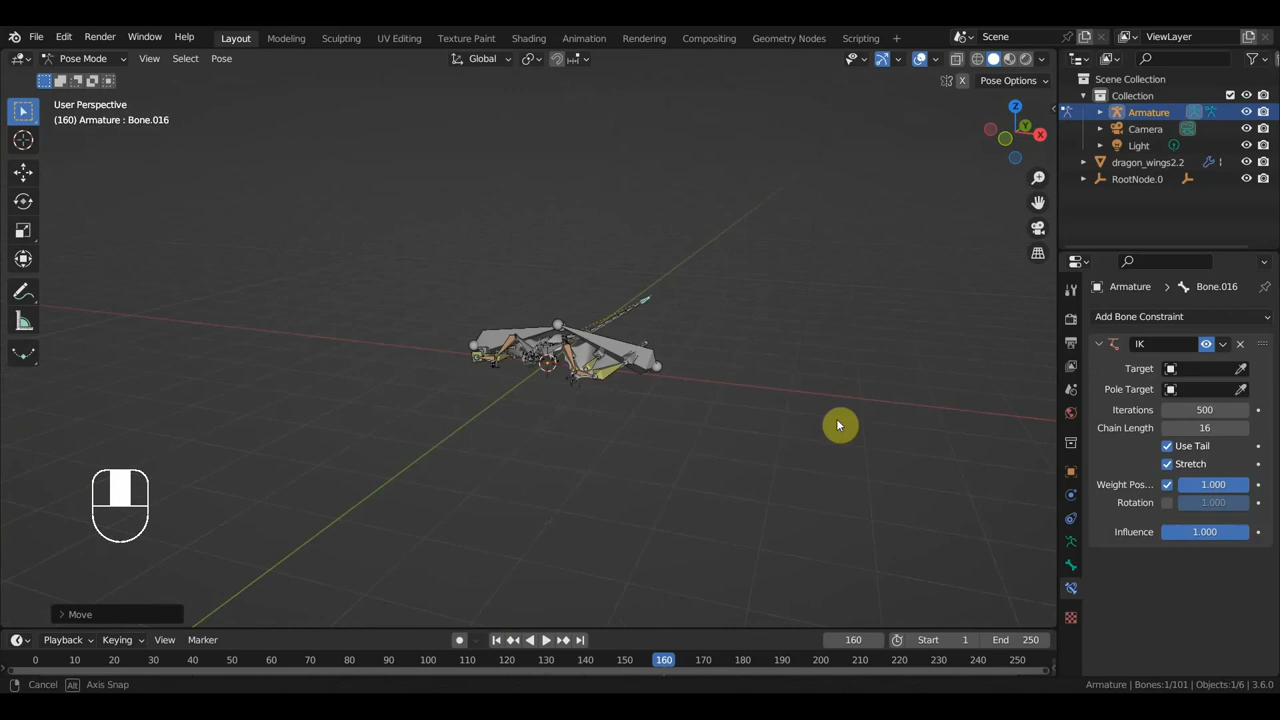 File Edit Render Window Help Layout Modeling Sculpting UV Editing Texture Paint Shading Animation Rendering Compositing Geometry Nodes Scripting + Scene ViewLayer
Pose Mode View Select Pose Global
X Pose Options
User Perspective
(160) Armature : Bone.016
Z
Y
X
Scene Collection
Collection
Armature
Camera
Light
dragon_wings2.2
RootNode.0
Armature > Bone.016
Add Bone Constraint
IK
Target
Pole Target
Iterations 500
Chain Length 16
Use Tail
Stretch
Weight Pos... 1.000
Rotation 1.000
Influence 1.000
> Move
Playback Keying View Marker 160 Start 1 End 250
0 10 20 30 40 50 60 70 80 90 100 110 120 130 140 150 160 170 180 190 200 210 220 230 240 250
Cancel Alt Axis Snap Armature | Bones:1/101 | Objects:1/6 | 3.6.0